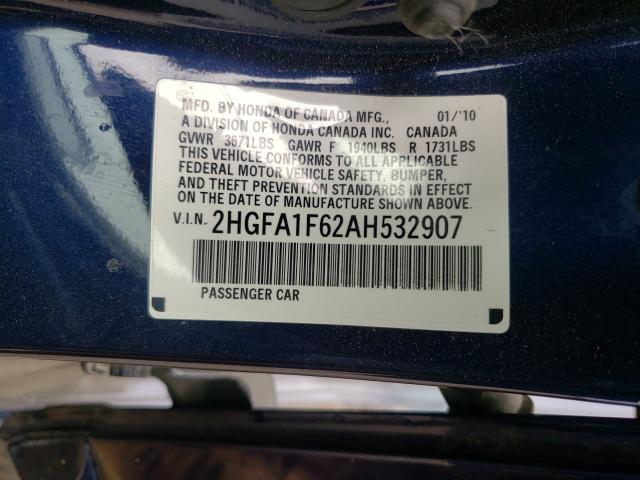 MFD. BY HONDA OF CANADA MFG., 01/'10
A DIVISION OF HONDA CANADA INC. CANADA
GVWR 3671LBS GAWR F 1940LBS R 1731LBS
THIS VEHICLE CONFORMS TO ALL APPLICABLE
FEDERAL MOTOR VEHICLE SAFETY, BUMPER,
AND THEFT PREVENTION STANDARDS IN EFFECT
ON THE DATE OF MANUFACTURE SHOWN ABOVE.
V.I.N. 2HGFA1F62AH532907
PASSENGER CAR